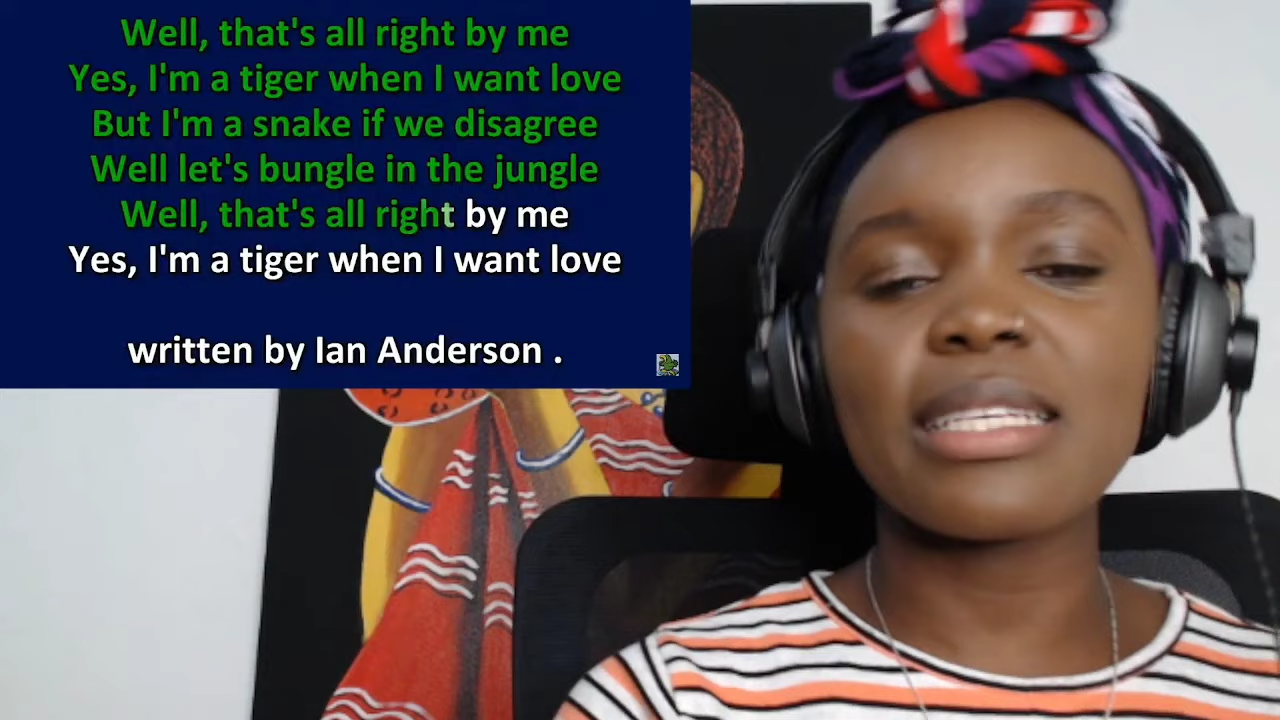 Well, that's all right by me
Yes, I'm a tiger when I want love
But I'm a snake if we disagree
Well let's bungle in the jungle
Well, that's all right by me
Yes, I'm a tiger when I want love
written by Ian Anderson .